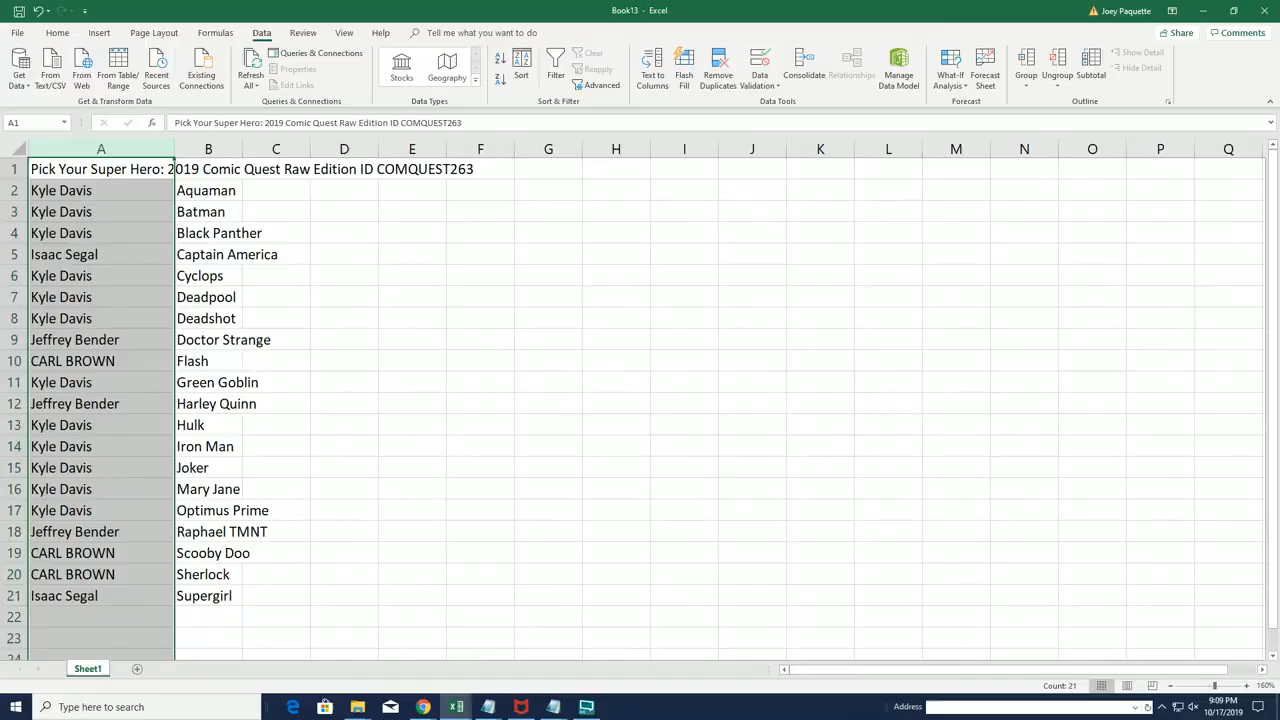 Book13 - Excel
Joey Paquette
File Home Insert Page Layout Formulas Data Review View Help Tell me what you want to do
Share Comments
Get Data
From Text/CSV
From Web
From Table/Range
Recent Sources
Existing Connections
Get & Transform Data
Refresh All
Queries & Connections
Properties
Edit Links
Queries & Connections
Stocks
Geography
Data Types
Sort
Filter
Clear
Reapply
Advanced
Sort & Filter
Text to Columns
Flash Fill
Remove Duplicates
Data Validation
Consolidate
Relationships
Manage Data Model
Data Tools
What-If Analysis
Forecast Sheet
Forecast
Group
Ungroup
Subtotal
Show Detail
Hide Detail
Outline
A1 fx Pick Your Super Hero: 2019 Comic Quest Raw Edition ID COMQUEST263
A B C D E F G H I J K L M N O P Q
1 Pick Your Super Hero: 2019 Comic Quest Raw Edition ID COMQUEST263
2 Kyle Davis Aquaman
3 Kyle Davis Batman
4 Kyle Davis Black Panther
5 Isaac Segal Captain America
6 Kyle Davis Cyclops
7 Kyle Davis Deadpool
8 Kyle Davis Deadshot
9 Jeffrey Bender Doctor Strange
10 CARL BROWN Flash
11 Kyle Davis Green Goblin
12 Jeffrey Bender Harley Quinn
13 Kyle Davis Hulk
14 Kyle Davis Iron Man
15 Kyle Davis Joker
16 Kyle Davis Mary Jane
17 Kyle Davis Optimus Prime
18 Jeffrey Bender Raphael TMNT
19 CARL BROWN Scooby Doo
20 CARL BROWN Sherlock
21 Isaac Segal Supergirl
22
23
24
Sheet1
Count: 21 160%
Type here to search
Address
9:09 PM
10/17/2019